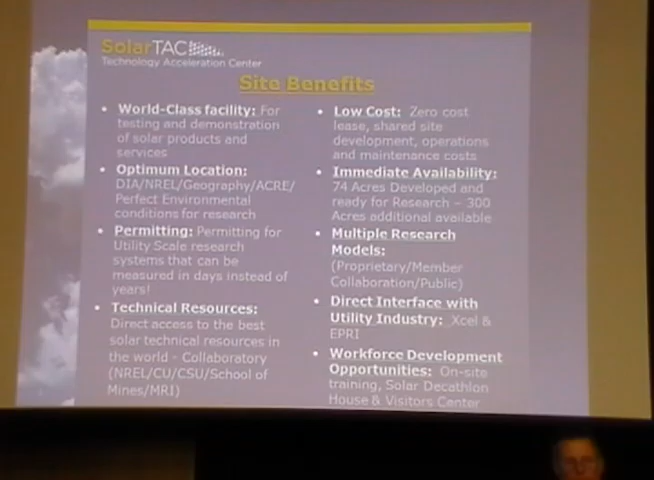 SolarTAC
Technology Acceleration Center
Site Benefits
• World-Class facility: For
testing and demonstration
of solar products and
services
• Optimum Location:
DIA/NREL/Geography/ACRE/
Perfect Environmental
conditions for research
• Permitting: Permitting for
Utility Scale research
systems that can be
measured in days instead of
years!
• Technical Resources:
Direct access to the best
solar technical resources in
the world - Collaboratory
(NREL/CU/CSU/School of
Mines/MRI)
• Low Cost: Zero cost
lease, shared site
development, operations
and maintenance costs
• Immediate Availability:
74 Acres Developed and
ready for Research – 300
Acres additional available
• Multiple Research
Models:
(Proprietary/Member
Collaboration/Public)
• Direct Interface with
Utility Industry: Xcel &
EPRI
• Workforce Development
Opportunities: On-site
training, Solar Decathlon
House & Visitors Center